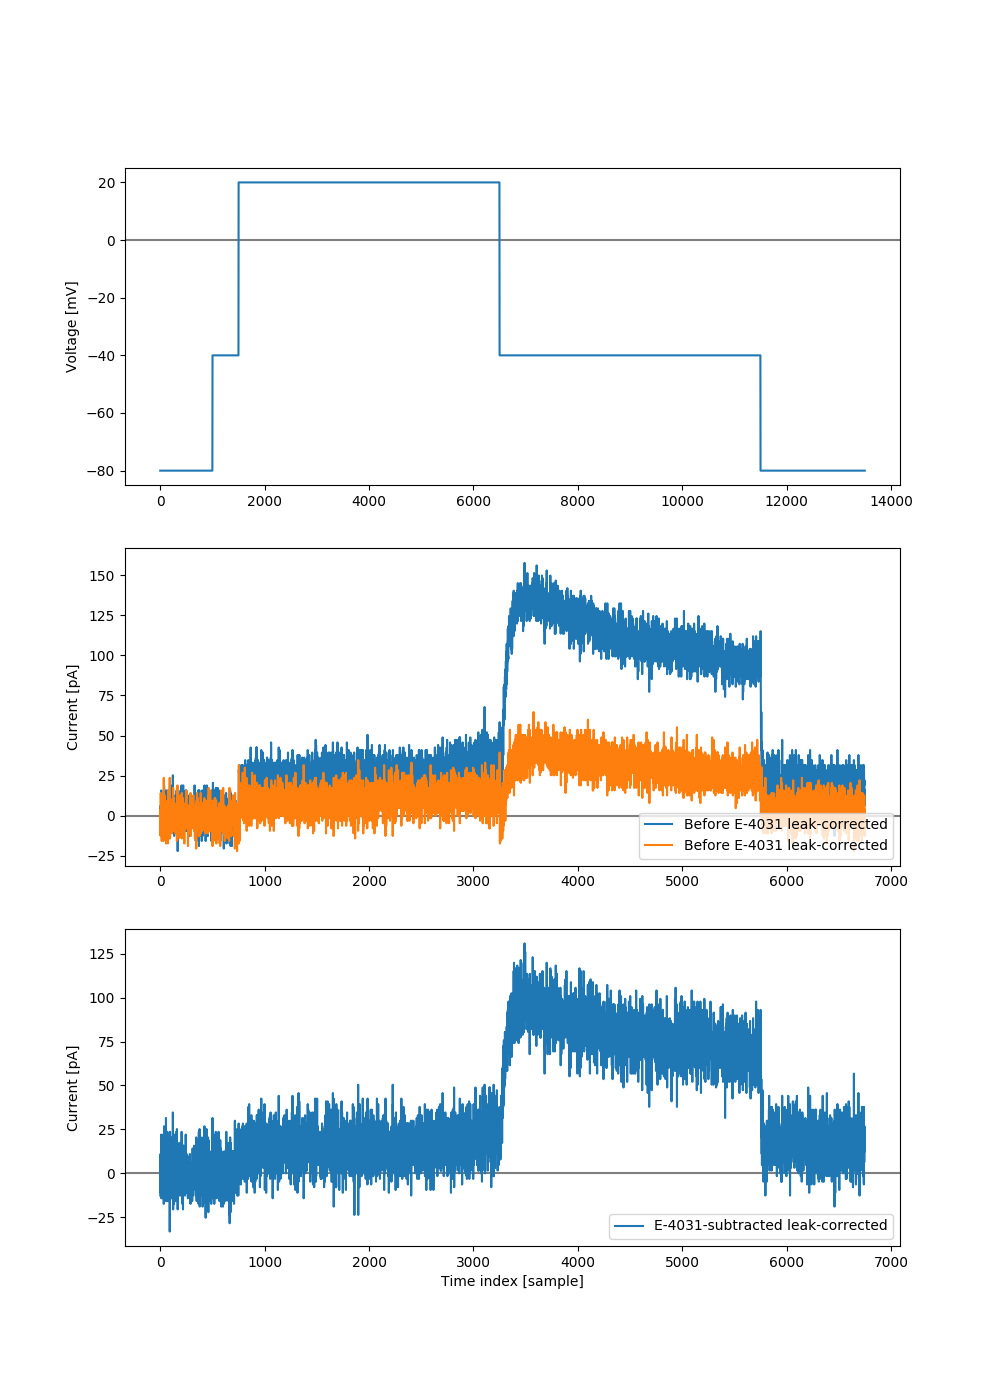 20
0
−20
−40
−60
−80
Voltage [mV]
0 2000 4000 6000 8000 10000 12000 14000
150
125
100
75
50
25
0
−25
Current [pA]
Before E-4031 leak-corrected
Before E-4031 leak-corrected
0 1000 2000 3000 4000 5000 6000 7000
125
100
75
50
25
0
−25
Current [pA]
E-4031-subtracted leak-corrected
0 1000 2000 3000 4000 5000 6000 7000
Time index [sample]